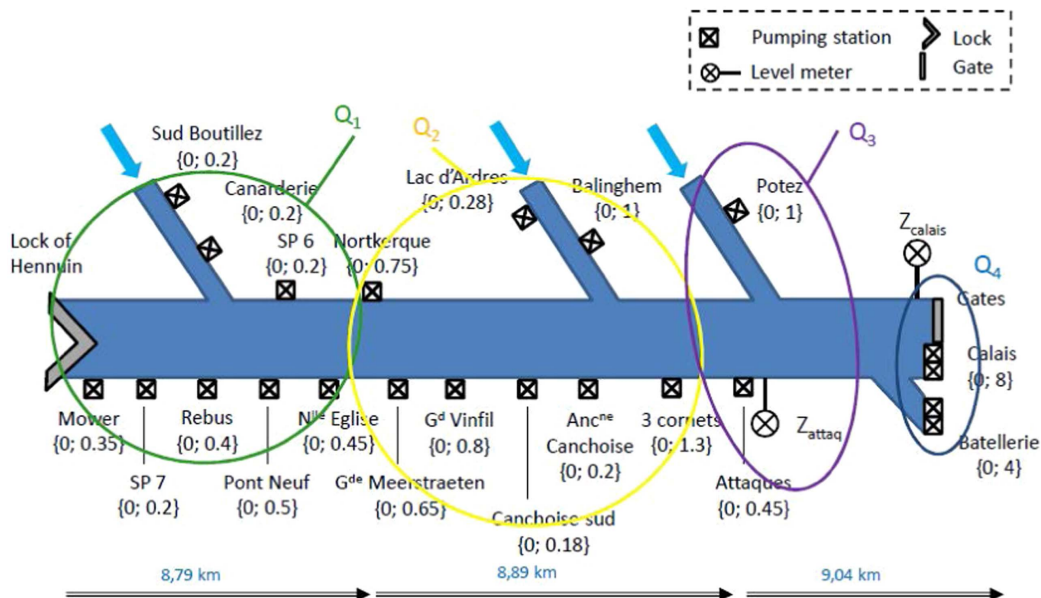 Pumping station
Lock
Level meter
Gate
Q1
Q2
Q3
Sud Boutillez
{0; 0.2}
Canarderie
{0; 0.2}
Lac d'Ardres
{0; 0.28}
Balinghem
{0; 1}
Potez
{0; 1}
Lock of
Hennuin
SP 6
{0; 0.2}
Nortkerque
{0; 0.75}
Zcalais
Q4
Gates
Calais
{0; 8}
Mower
{0; 0.35}
Rebus
{0; 0.4}
Nlle Eglise
{0; 0.45}
Gd Vinfil
{0; 0.8}
Ancne
Canchoise
{0; 0.2}
3 cornets
{0; 1.3}
Zattaq
Batellerie
{0; 4}
SP 7
{0; 0.2}
Pont Neuf
{0; 0.5}
Gde Meerstraeten
{0; 0.65}
Canchoise sud
{0; 0.18}
Attaques
{0; 0.45}
8,79 km
8,89 km
9,04 km